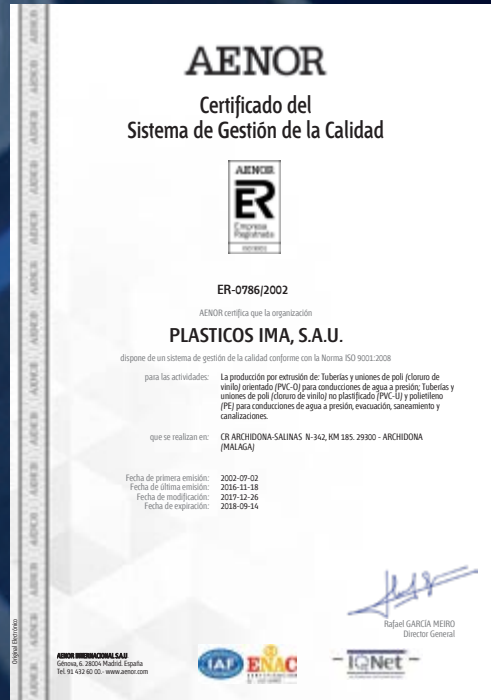 AENOR
Certificado del
Sistema de Gestión de la Calidad
AENOR
ER
Empresa
Registrada
ER-0786/2002
AENOR certifica que la organización
PLASTICOS IMA, S.A.U.
dispone de un sistema de gestión de la calidad conforme con la Norma ISO 9001:2008
para las actividades: La producción por extrusión de: Tuberías y uniones de poli (cloruro de
vinilo) orientado (PVC-O) para conducciones de agua a presión; Tuberías y
uniones de poli (cloruro de vinilo) no plastificado (PVC-U) y polietileno
(PE) para conducciones de agua a presión, evacuación, saneamiento y
canalizaciones.
que se realizan en: CR ARCHIDONA-SALINAS N-342, KM 185. 29300 - ARCHIDONA
(MALAGA)
Fecha de primera emisión: 2002-07-02
Fecha de última emisión: 2016-11-18
Fecha de modificación: 2017-12-26
Fecha de expiración: 2018-09-14
Rafael GARCÍA MEIRO
Director General
Original Electrónico
AENOR INTERNACIONAL S.A.U
Génova, 6. 28004 Madrid. España
Tel. 91 432 60 00.- www.aenor.com
IAF
ENAC
IQNet